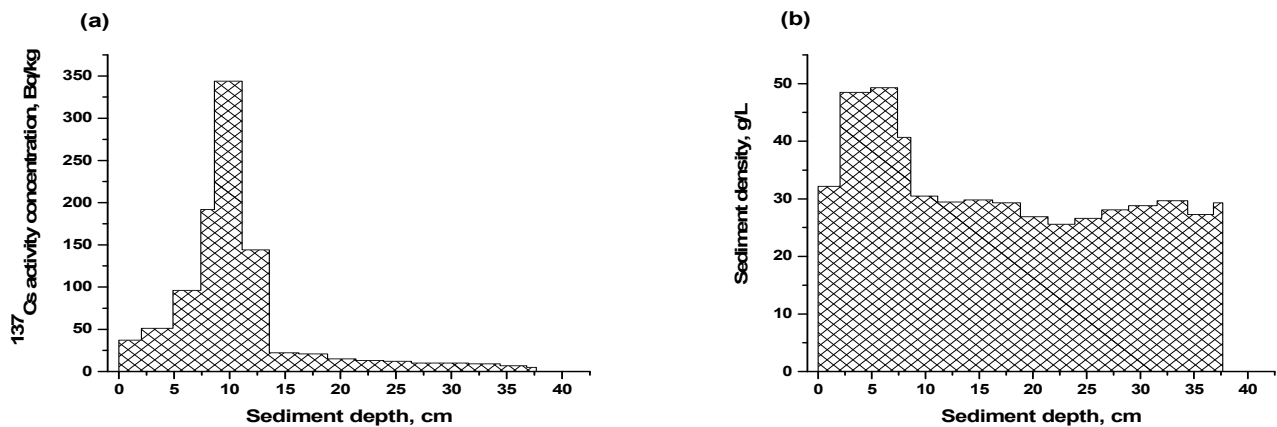 (a)
137Cs activity concentration, Bq/kg
350
300
250
200
150
100
50
0
0 5 10 15 20 25 30 35 40
Sediment depth, cm
(b)
Sediment density, g/L
50
40
30
20
10
0
0 5 10 15 20 25 30 35 40
Sediment depth, cm